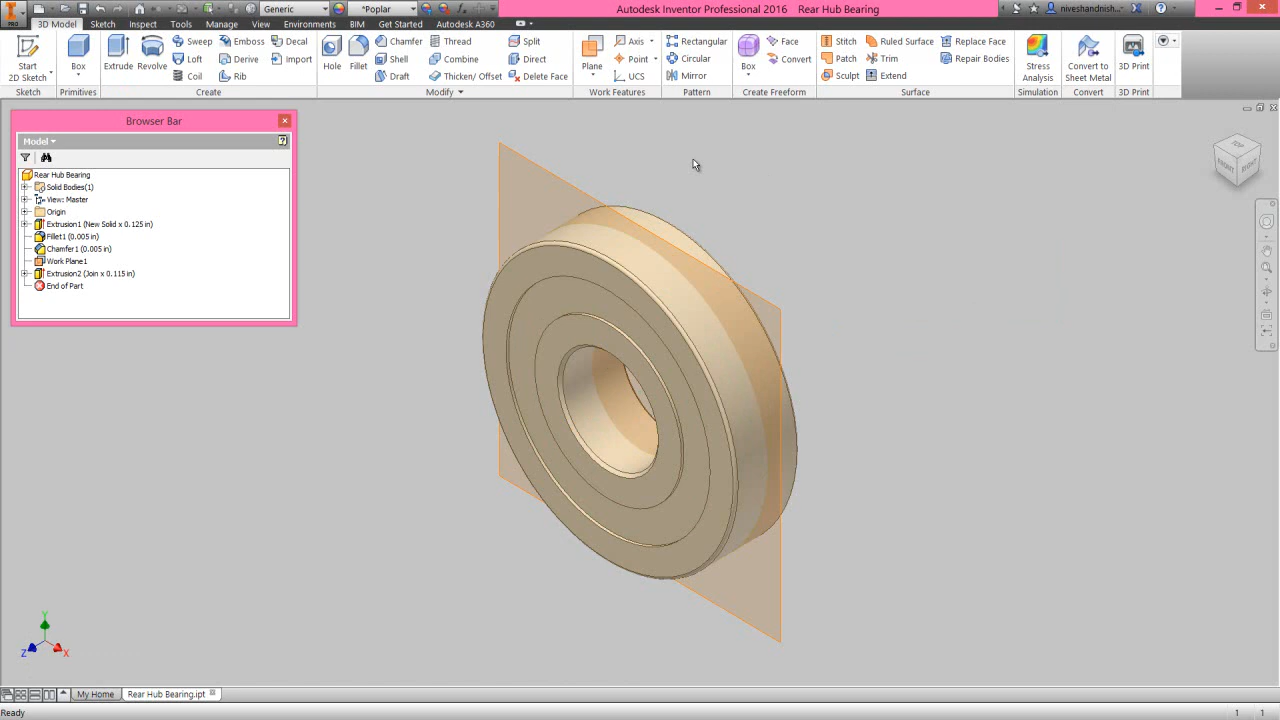 Autodesk Inventor Professional 2016 Rear Hub Bearing
Generic *Poplar niveshandnish...
PRO 3D Model Sketch Inspect Tools Manage View Environments BIM Get Started Autodesk A360
Start 2D Sketch Box Extrude Revolve Sweep Emboss Decal Hole Fillet Chamfer Thread Split Plane Axis Rectangular Box Face Stitch Ruled Surface Replace Face Stress Analysis Convert to Sheet Metal 3D Print
Loft Derive Import Shell Combine Direct Point Circular Convert Patch Trim Repair Bodies
Coil Rib Draft Thicken/ Offset Delete Face UCS Mirror Sculpt Extend
Sketch Primitives Create Modify Work Features Pattern Create Freeform Surface Simulation Convert 3D Print
Browser Bar
Model
Rear Hub Bearing
Solid Bodies(1)
View: Master
Origin
Extrusion1 (New Solid x 0.125 in)
Fillet1 (0.005 in)
Chamfer1 (0.005 in)
Work Plane1
Extrusion2 (Join x 0.115 in)
End of Part
TOP
FRONT RIGHT
Y
Z X
My Home Rear Hub Bearing.ipt
Ready 1 1